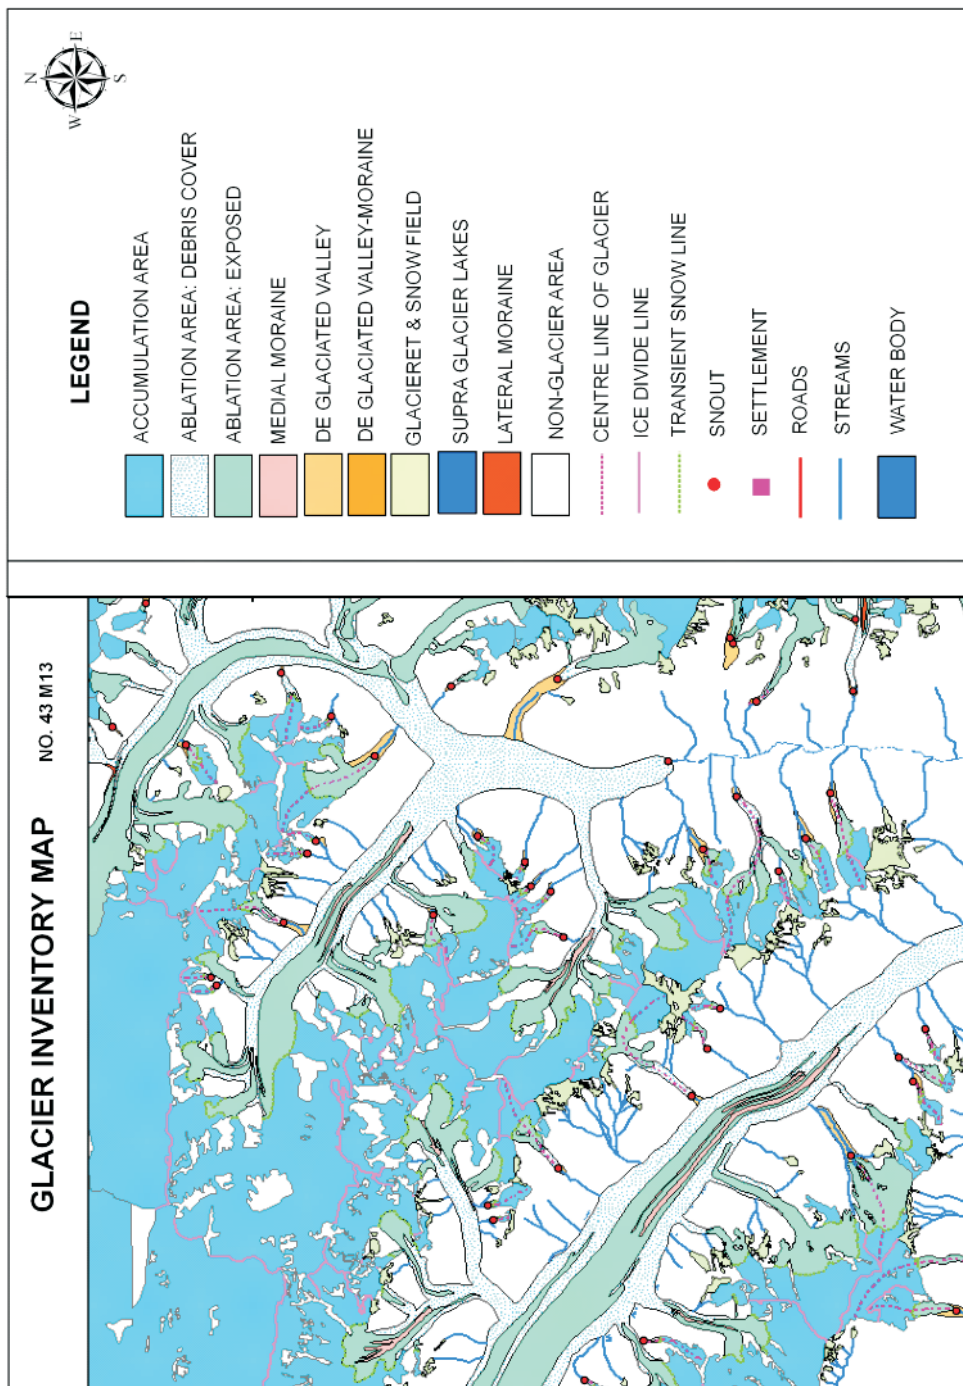 GLACIER INVENTORY MAP
NO. 43 M13
N
E
S
W
LEGEND
ACCUMULATION AREA
ABLATION AREA: DEBRIS COVER
ABLATION AREA: EXPOSED
MEDIAL MORAINE
DE GLACIATED VALLEY
DE GLACIATED VALLEY-MORAINE
GLACIERET & SNOW FIELD
SUPRA GLACIER LAKES
LATERAL MORAINE
NON-GLACIER AREA
CENTRE LINE OF GLACIER
ICE DIVIDE LINE
TRANSIENT SNOW LINE
SNOUT
SETTLEMENT
ROADS
STREAMS
WATER BODY